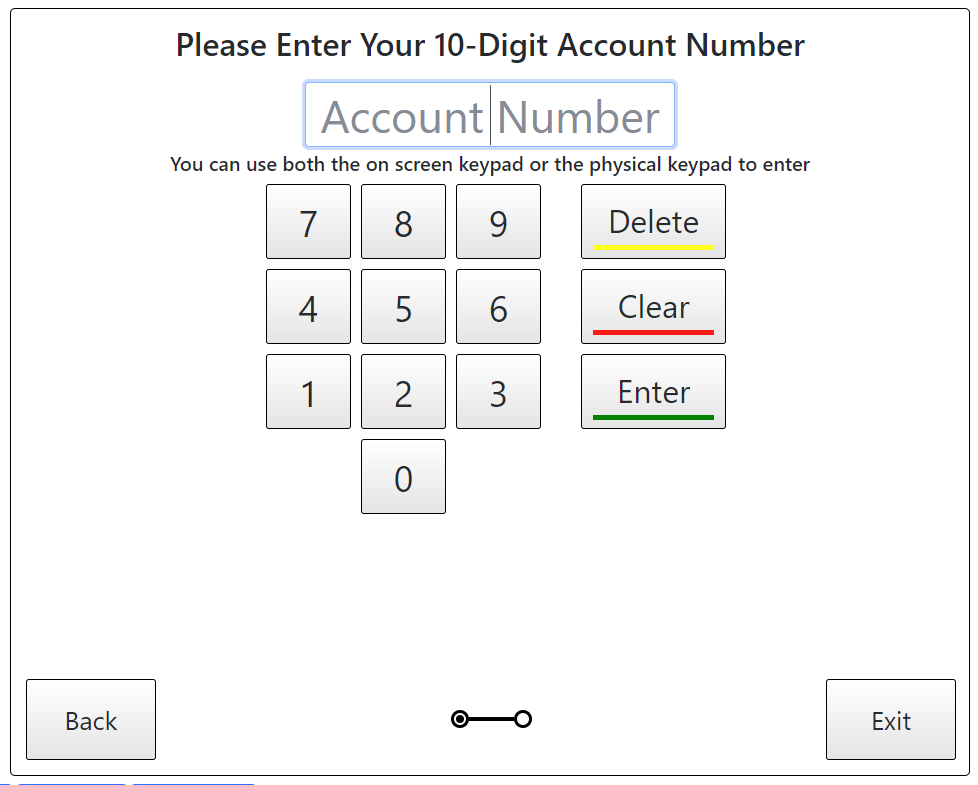 Please Enter Your 10-Digit Account Number
Account Number
You can use both the on screen keypad or the physical keypad to enter
7 8 9 Delete
4 5 6 Clear
1 2 3 Enter
0
Back Exit